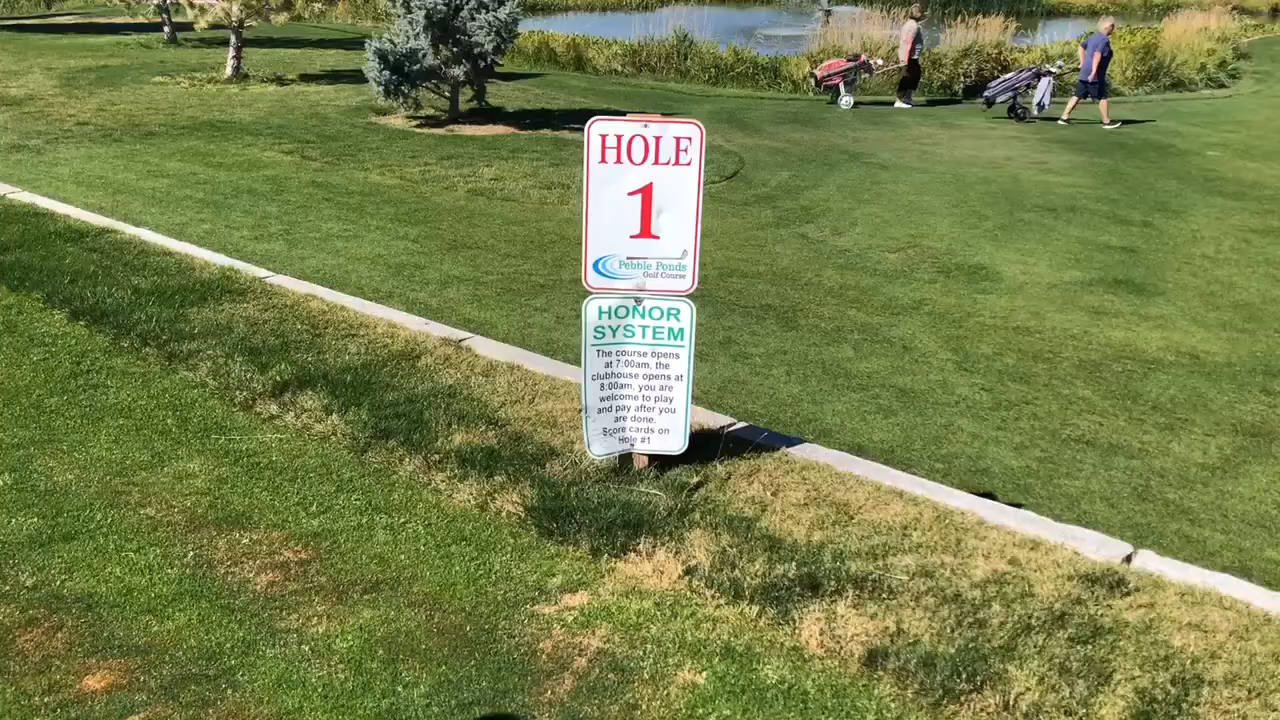 HOLE
1
Pebble Ponds
Golf Course
HONOR
SYSTEM
The course opens
at 7:00am, the
clubhouse opens at
8:00am, you are
welcome to play
and pay after you
are done.
Score cards on
Hole #1